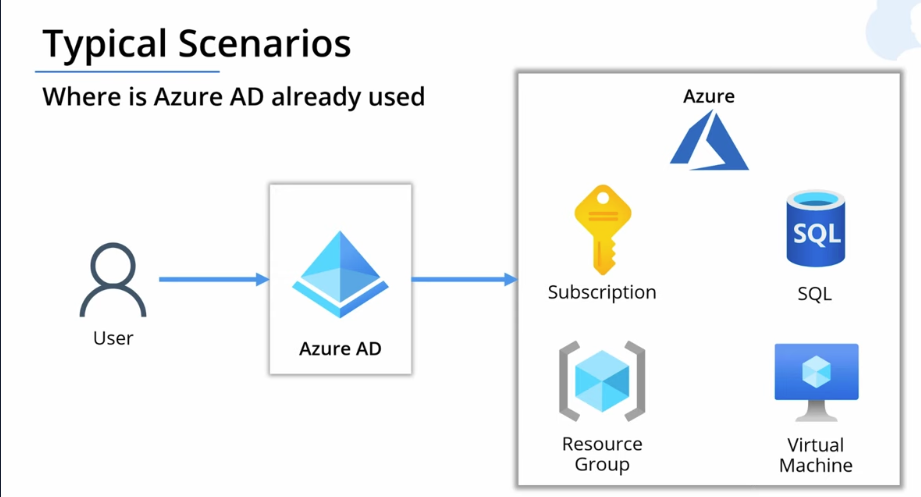 Typical Scenarios
Where is Azure AD already used
User
Azure AD
Azure
Subscription
SQL
SQL
Resource
Group
Virtual
Machine